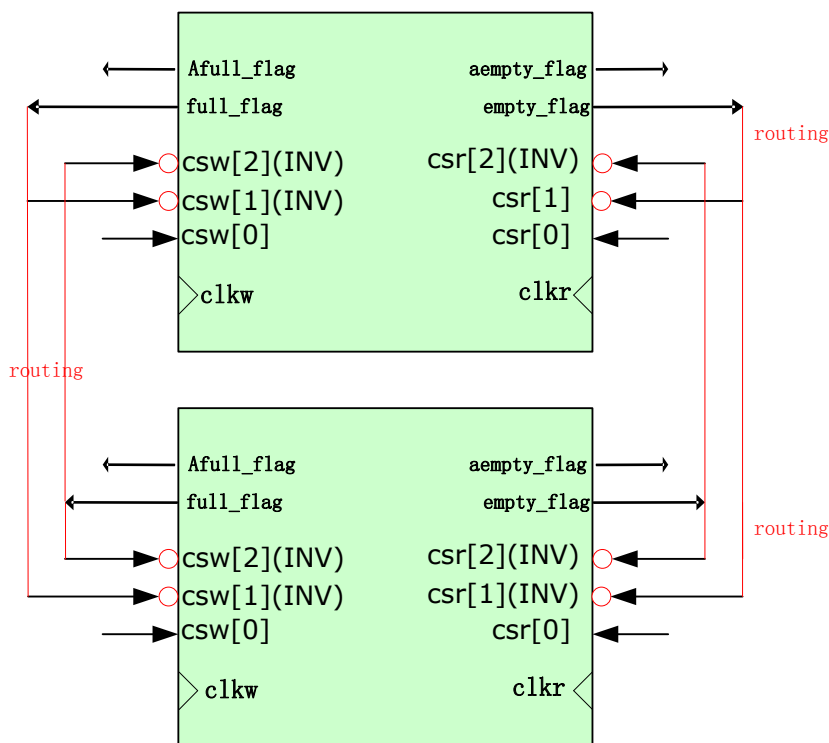 Afull_flag aempty_flag
full_flag empty_flag
routing
csw[2](INV) csr[2](INV)
csw[1](INV) csr[1]
csw[0] csr[0]
clkw clkr
routing
Afull_flag aempty_flag
full_flag empty_flag
routing
csw[2](INV) csr[2](INV)
csw[1](INV) csr[1](INV)
csw[0] csr[0]
clkw clkr